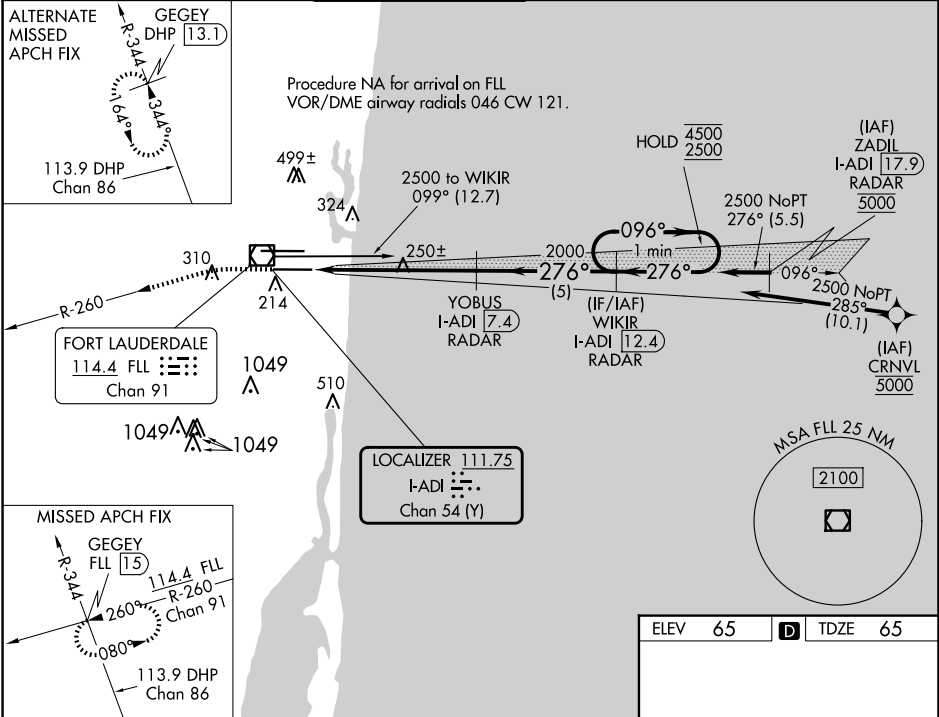 ALTERNATE
MISSED
APCH FIX
R-344
GEGEY
DHP 13.1
164°
344°
113.9 DHP
Chan 86
Procedure NA for arrival on FLL
VOR/DME airway radials 046 CW 121.
499±
324
2500 to WIKIR
099° (12.7)
HOLD 4500
2500
(IAF)
ZADIL
I-ADI 17.9
RADAR
5000
2500 NoPT
276° (5.5)
096°
1 min
310
250±
2000
276°
276°
096°
(5)
2500 NoPT
285°
(10.1)
R-260
214
YOBUS
I-ADI 7.4
RADAR
(IF/IAF)
WIKIR
I-ADI 12.4
RADAR
(IAF)
CRNVL
5000
FORT LAUDERDALE
114.4 FLL
Chan 91
1049
510
1049
1049
LOCALIZER 111.75
I-ADI
Chan 54 (Y)
MSA FLL 25 NM
2100
MISSED APCH FIX
R-344
GEGEY
FLL 15
114.4 FLL
R-260
Chan 91
260°
080°
113.9 DHP
Chan 86
ELEV 65 D TDZE 65